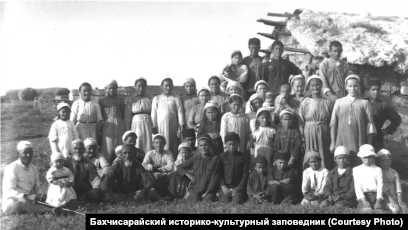 Бахчисарайский историко-культурный заповедник (Courtesy Photo)